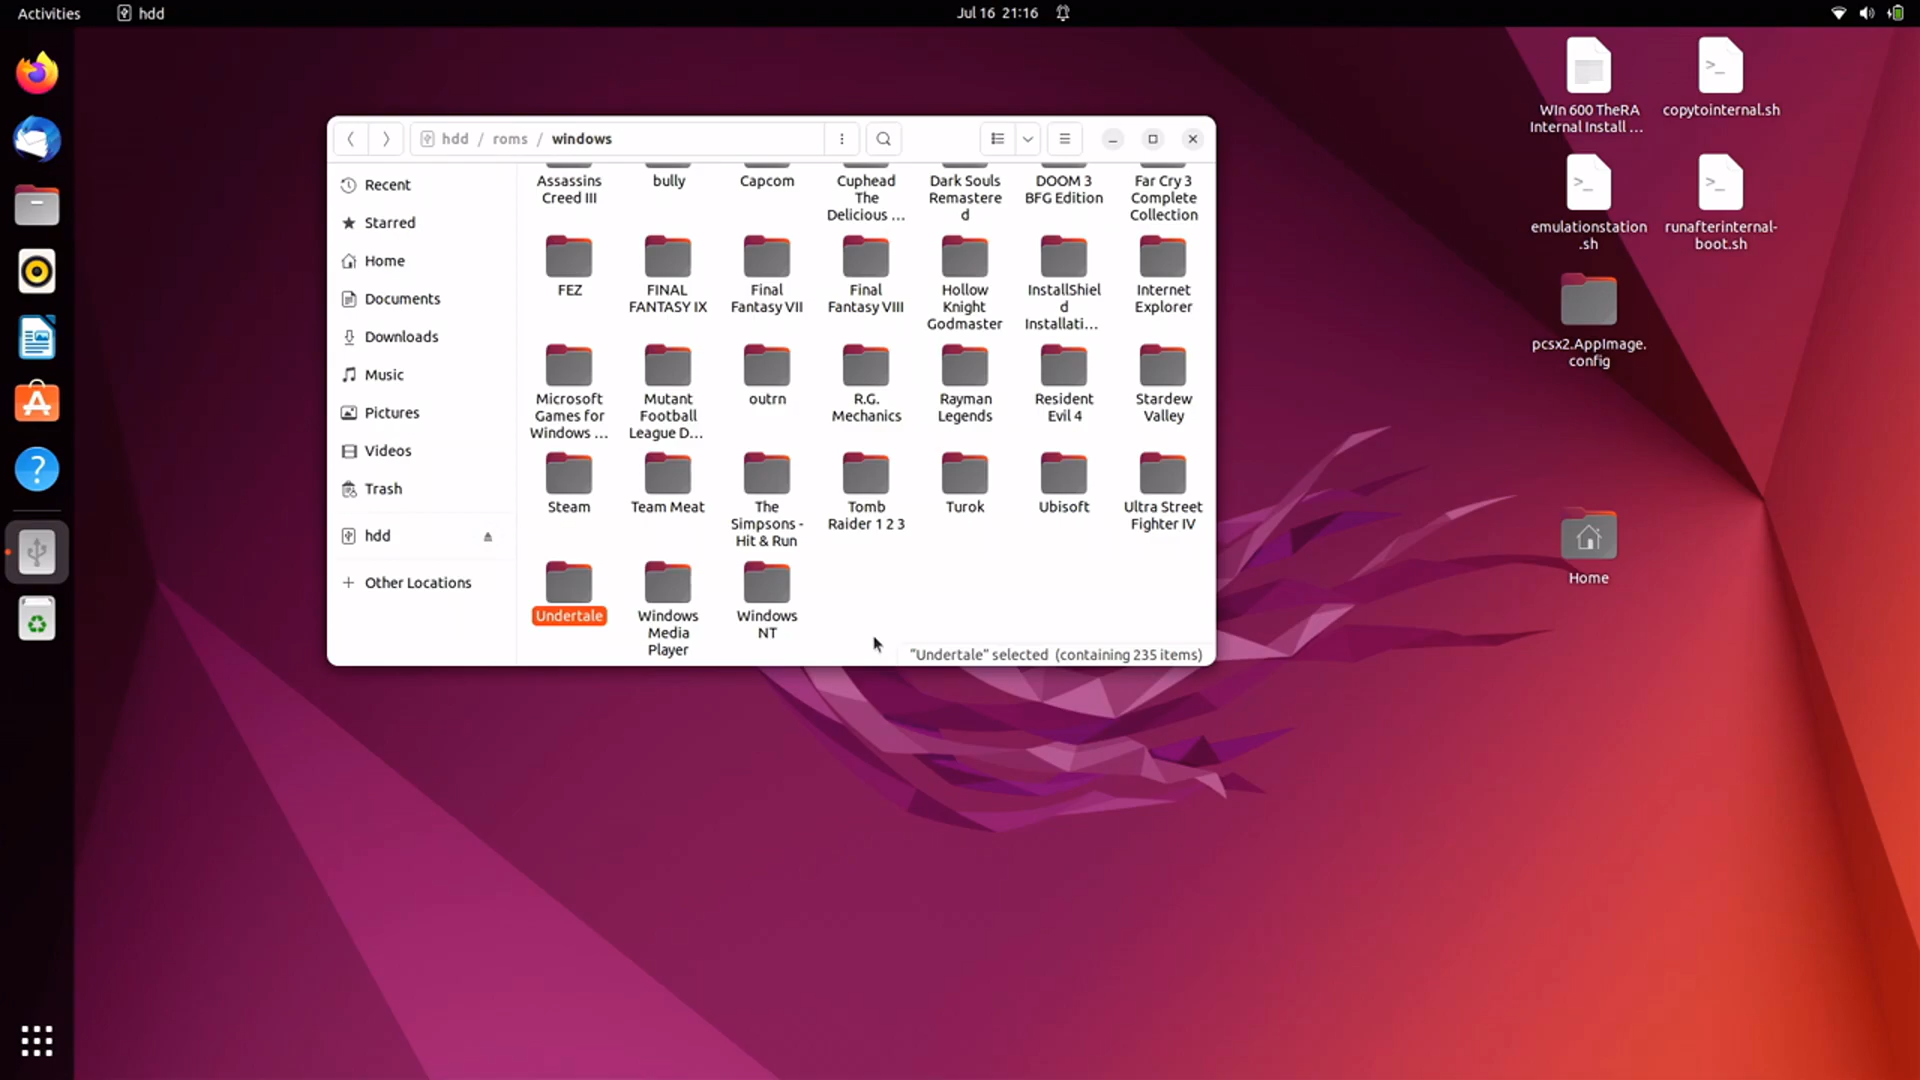 Activities
hdd
Jul 16 21:16
hdd / roms / windows
Recent
Starred
Home
Documents
Downloads
Music
Pictures
Videos
Trash
hdd
+ Other Locations
Assassins
Creed III
bully
Capcom
Cuphead
The
Delicious ...
Dark Souls
Remastere
d
DOOM 3
BFG Edition
Far Cry 3
Complete
Collection
FEZ
FINAL
FANTASY IX
Final
Fantasy VII
Final
Fantasy VIII
Hollow
Knight
Godmaster
InstallShiel
d
Installati...
Internet
Explorer
Microsoft
Games for
Windows ...
Mutant
Football
League D...
outrn
R.G.
Mechanics
Rayman
Legends
Resident
Evil 4
Stardew
Valley
Steam
Team Meat
The
Simpsons -
Hit & Run
Tomb
Raider 1 2 3
Turok
Ubisoft
Ultra Street
Fighter IV
Undertale
Windows
Media
Player
Windows
NT
"Undertale" selected (containing 235 items)
WIn 600 TheRA
Internal Install ...
>_
copytointernal.sh
>_
emulationstation
.sh
>_
runafterinternal-
boot.sh
pcsx2.AppImage.
config
Home